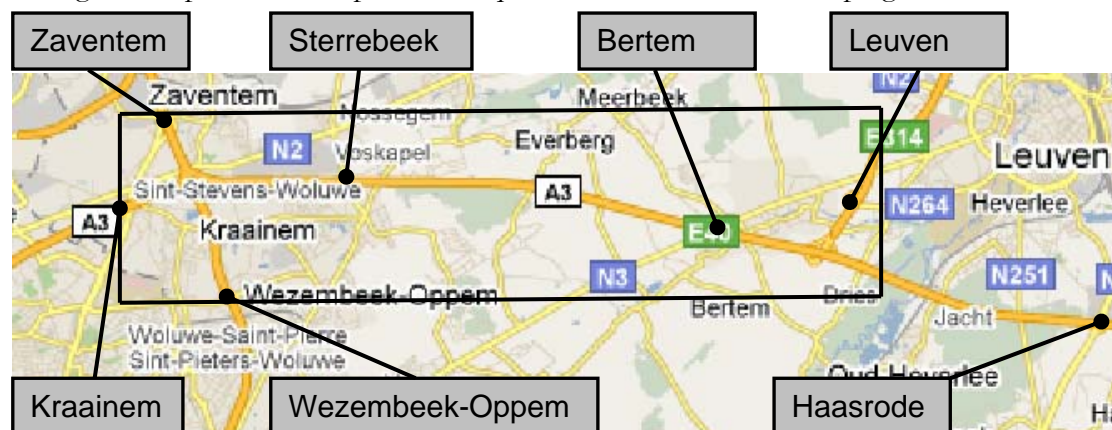 Zaventem
Sterrebeek
Bertem
Leuven
Zaventem
Nossegem
Meerbeek
N2
E314
Leuven
Everberg
N2
Voskapel
Sint-Stevens-Woluwe
A3
A3
Kraainem
N264
Heverlee
E40
N3
N251
Wezembeek-Oppem
Bertem
Dries
Jacht
Woluwe-Saint-Pierre
Sint-Pieters-Woluwe
Oud-Heverlee
Kraainem
Wezembeek-Oppem
Haasrode